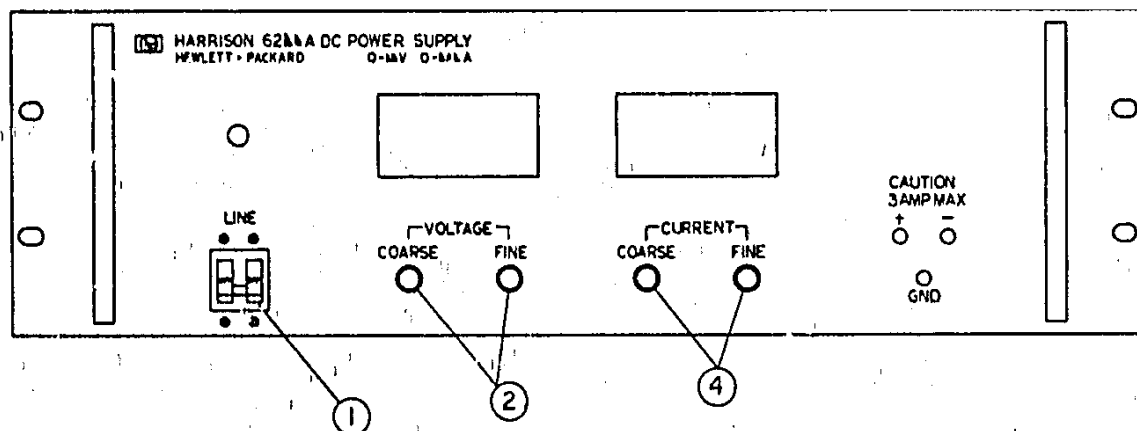 HARRISON DC POWER SUPPLY
HEWLETT-PACKARD
CAUTION
3 AMP MAX
+ -
LINE
VOLTAGE
CURRENT
COARSE FINE
COARSE FINE
GND
1
2
4